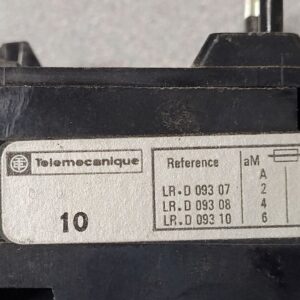 Telemecanique
10
Reference aM
A
LR•D 093 07 2
LR•D 093 08 4
LR•D 093 10 6